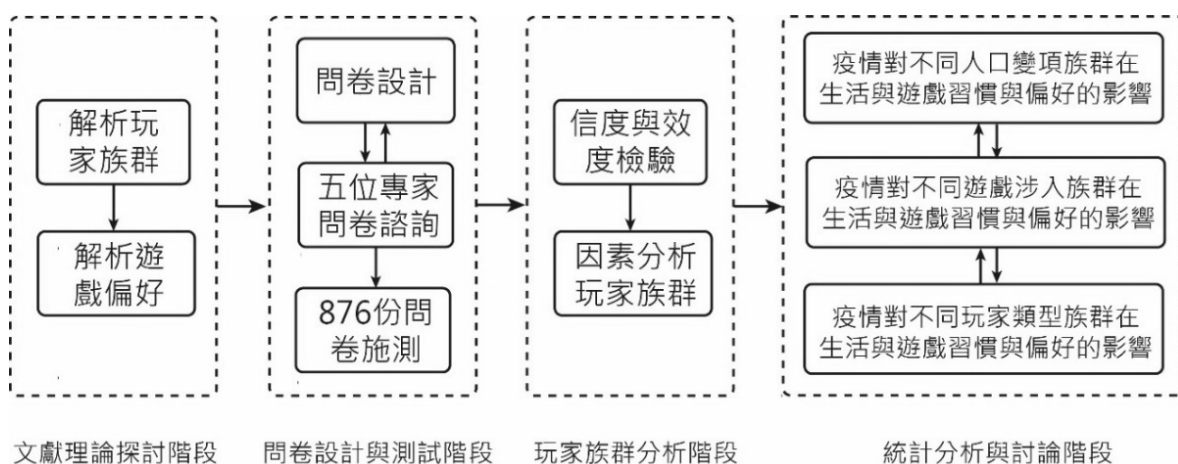 解析玩
家族群
解析遊
戲偏好
文獻理論探討階段
問卷設計
五位專家
問卷諮詢
876份問
卷施測
問卷設計與測試階段
信度與效
度檢驗
因素分析
玩家族群
玩家族群分析階段
疫情對不同人口變項族群在
生活與遊戲習慣與偏好的影響
疫情對不同遊戲涉入族群在
生活與遊戲習慣與偏好的影響
疫情對不同玩家類型族群在
生活與遊戲習慣與偏好的影響
統計分析與討論階段